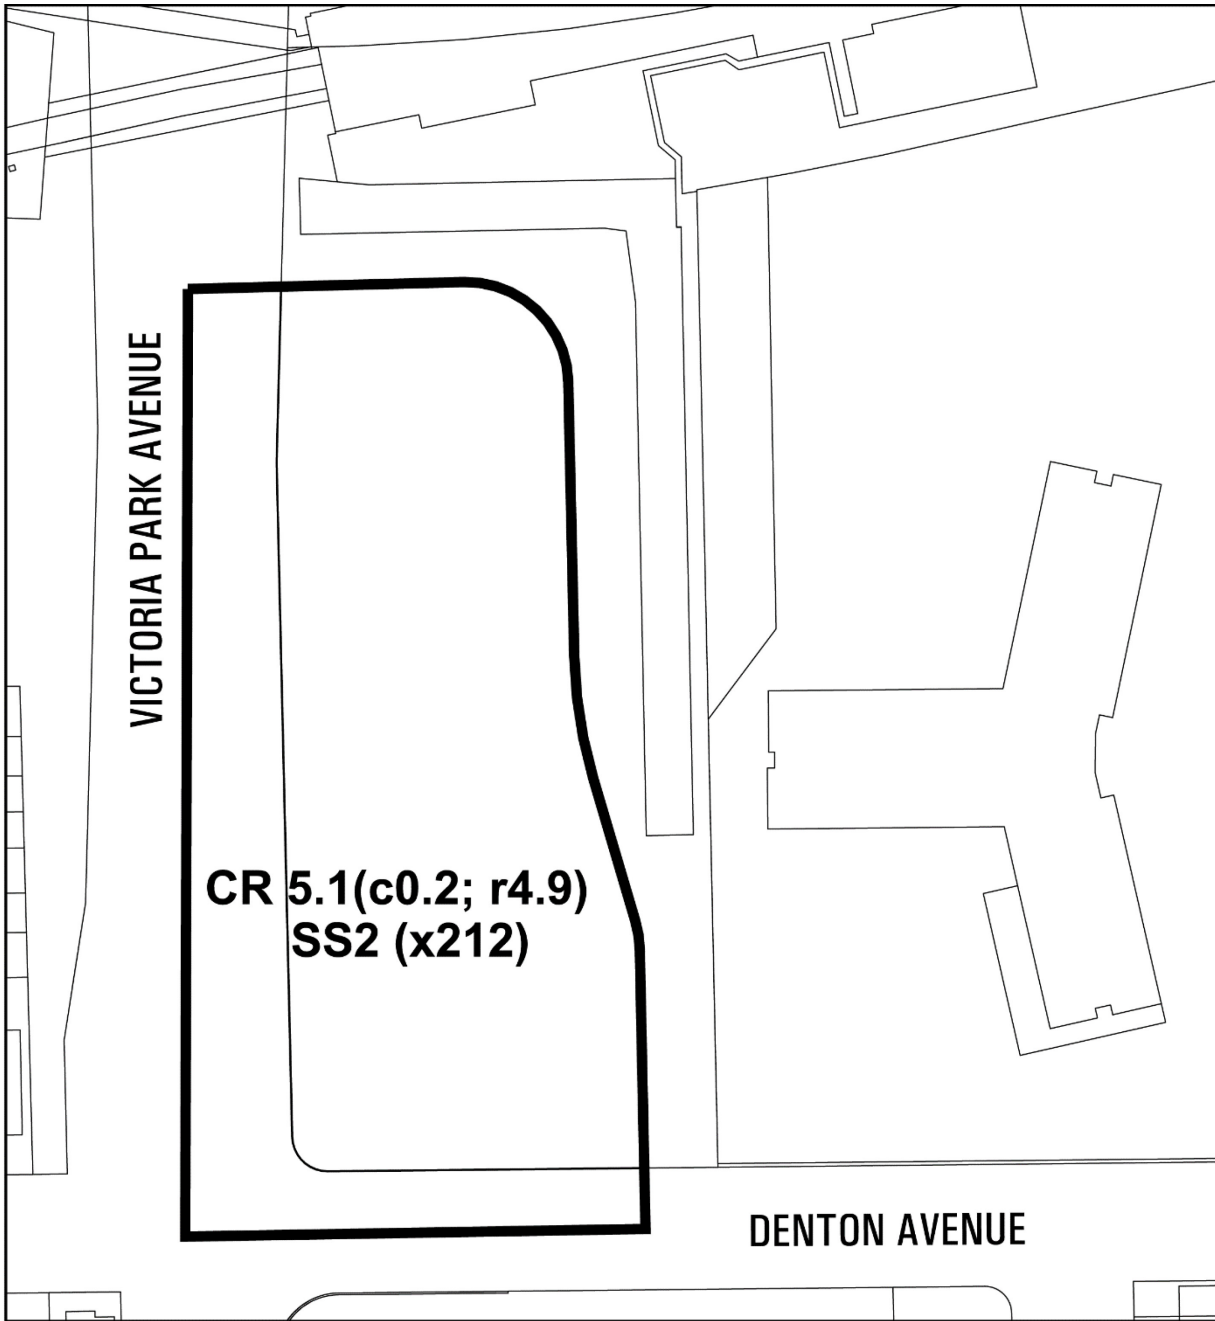 VICTORIA PARK AVENUE
CR 5.1(c0.2; r4.9)
SS2 (x212)
DENTON AVENUE